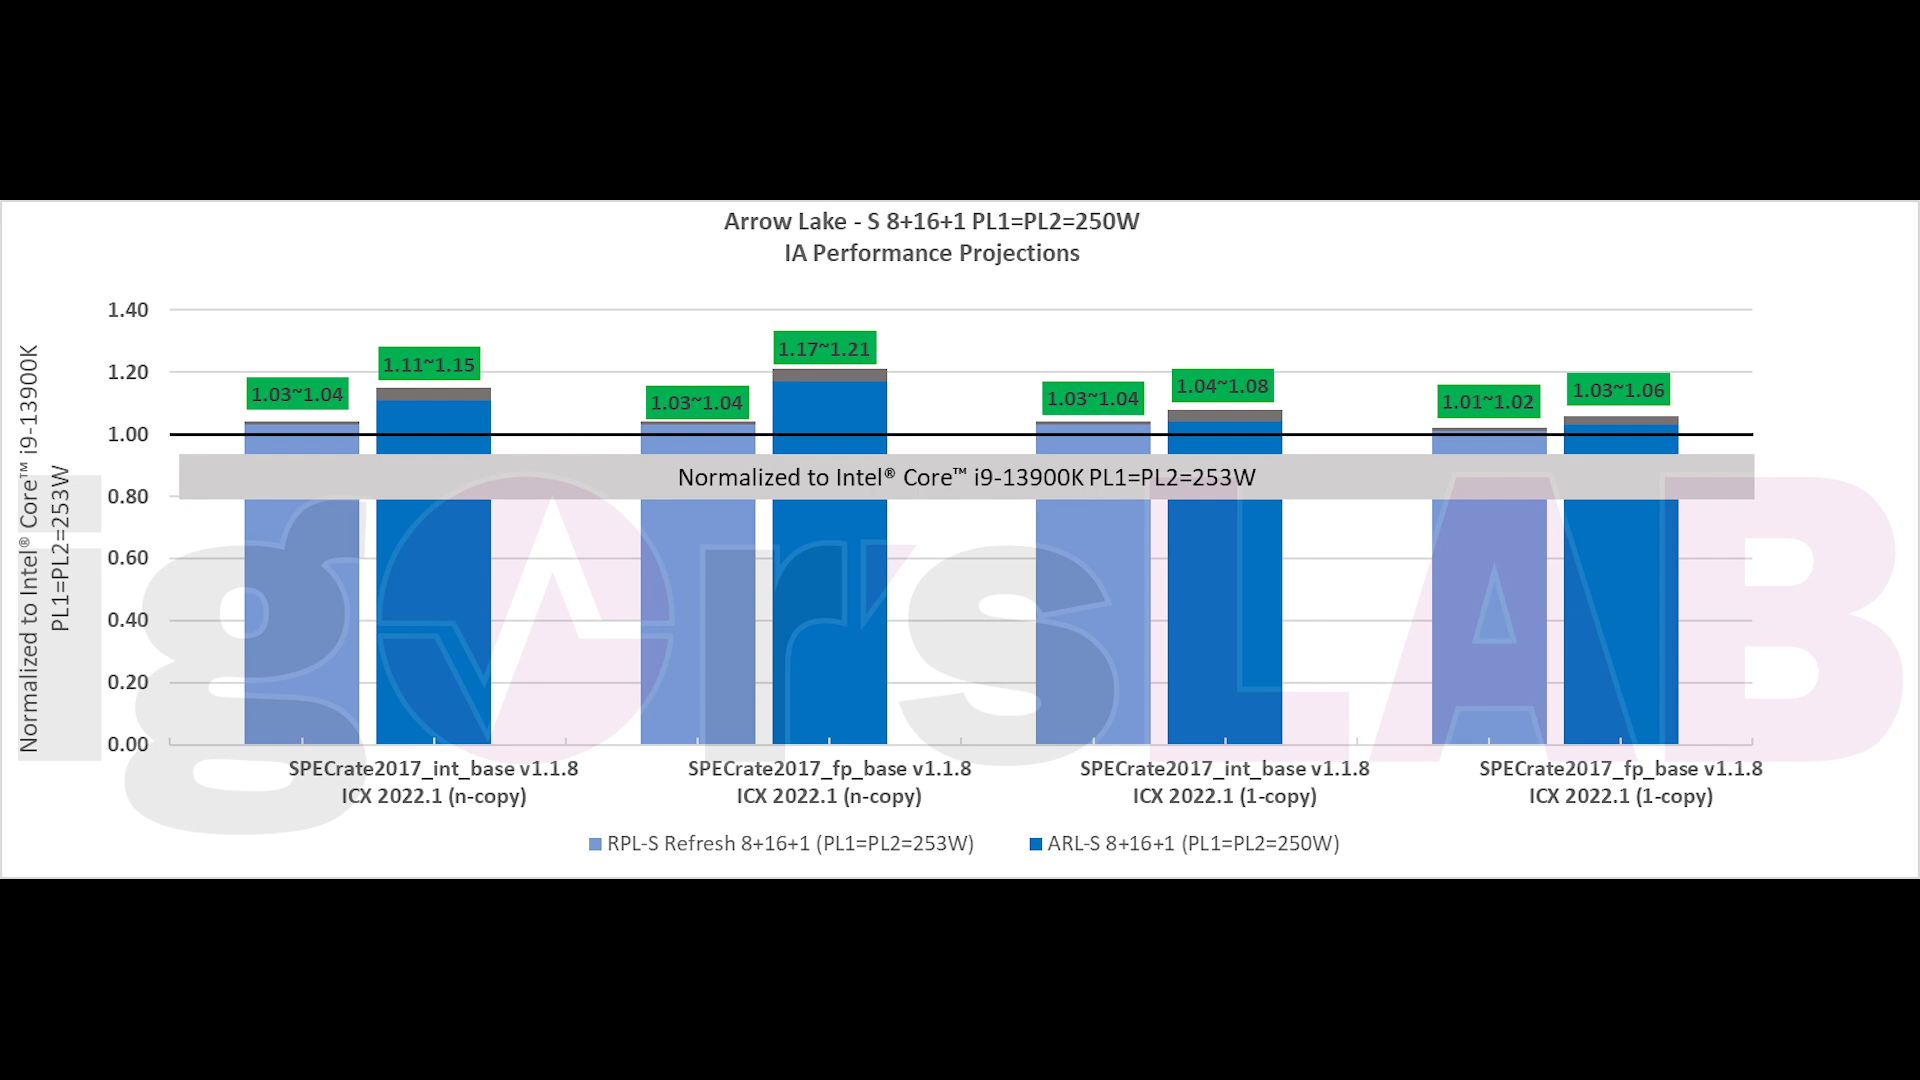 Arrow Lake - S 8+16+1 PL1=PL2=250W
IA Performance Projections
Normalized to Intel® Core™ i9-13900K
PL1=PL2=253W
1.40
1.20
1.00
0.80
0.60
0.40
0.20
0.00
1.03~1.04
1.11~1.15
1.03~1.04
1.17~1.21
1.03~1.04
1.04~1.08
1.01~1.02
1.03~1.06
Normalized to Intel® Core™ i9-13900K PL1=PL2=253W
igorsLAB
SPECrate2017_int_base v1.1.8
ICX 2022.1 (n-copy)
SPECrate2017_fp_base v1.1.8
ICX 2022.1 (n-copy)
SPECrate2017_int_base v1.1.8
ICX 2022.1 (1-copy)
SPECrate2017_fp_base v1.1.8
ICX 2022.1 (1-copy)
RPL-S Refresh 8+16+1 (PL1=PL2=253W)
ARL-S 8+16+1 (PL1=PL2=250W)